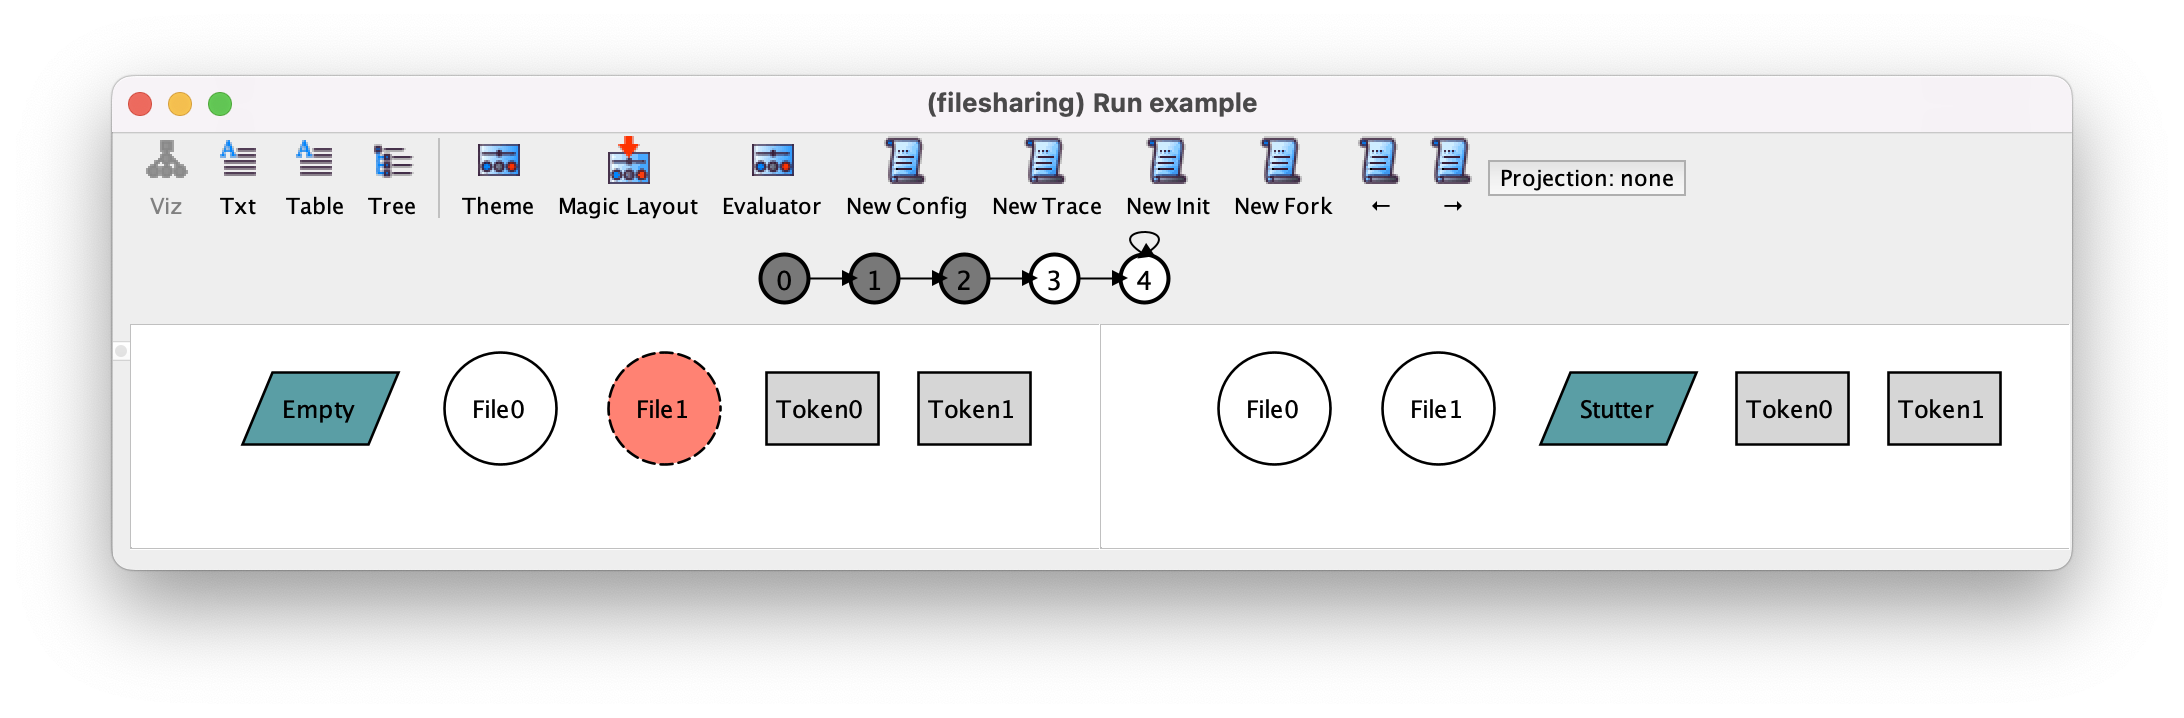 (filesharing) Run example
Viz Txt Table Tree Theme Magic Layout Evaluator New Config New Trace New Init New Fork ← → Projection: none
0 1 2 3 4
Empty File0 File1 Token0 Token1
File0 File1 Stutter Token0 Token1